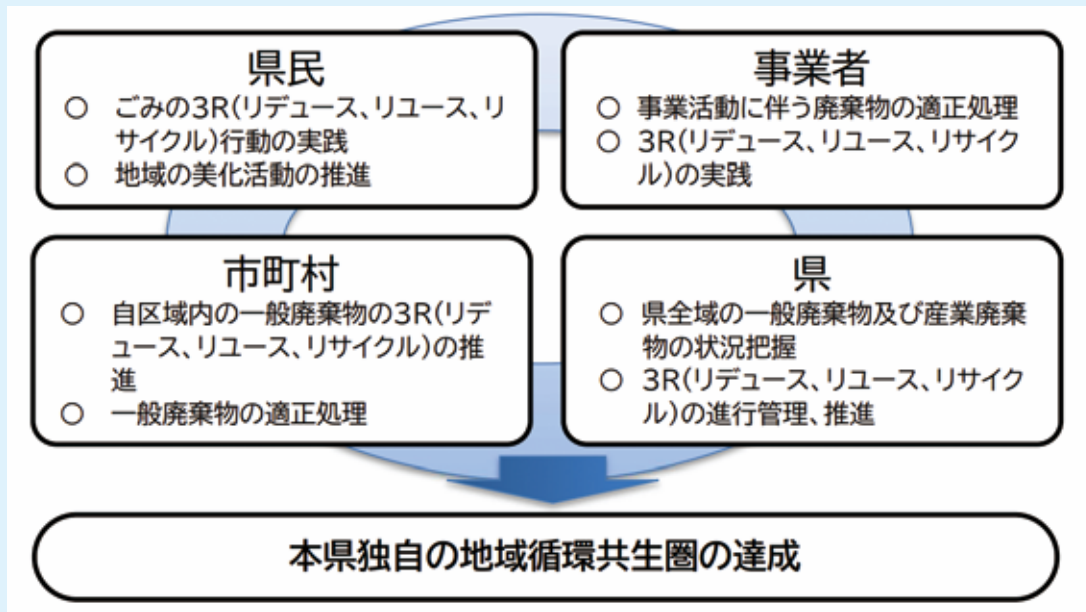 県民
○ ごみの3R(リデュース、リユース、リ
サイクル)行動の実践
○ 地域の美化活動の推進
事業者
○ 事業活動に伴う廃棄物の適正処理
○ 3R(リデュース、リユース、リサイク
ル)の実践
市町村
○ 自区域内の一般廃棄物の3R(リデ
ュース、リユース、リサイクル)の推
進
○ 一般廃棄物の適正処理
県
○ 県全域の一般廃棄物及び産業廃棄
物の状況把握
○ 3R(リデュース、リユース、リサイク
ル)の進行管理、推進
本県独自の地域循環共生圏の達成